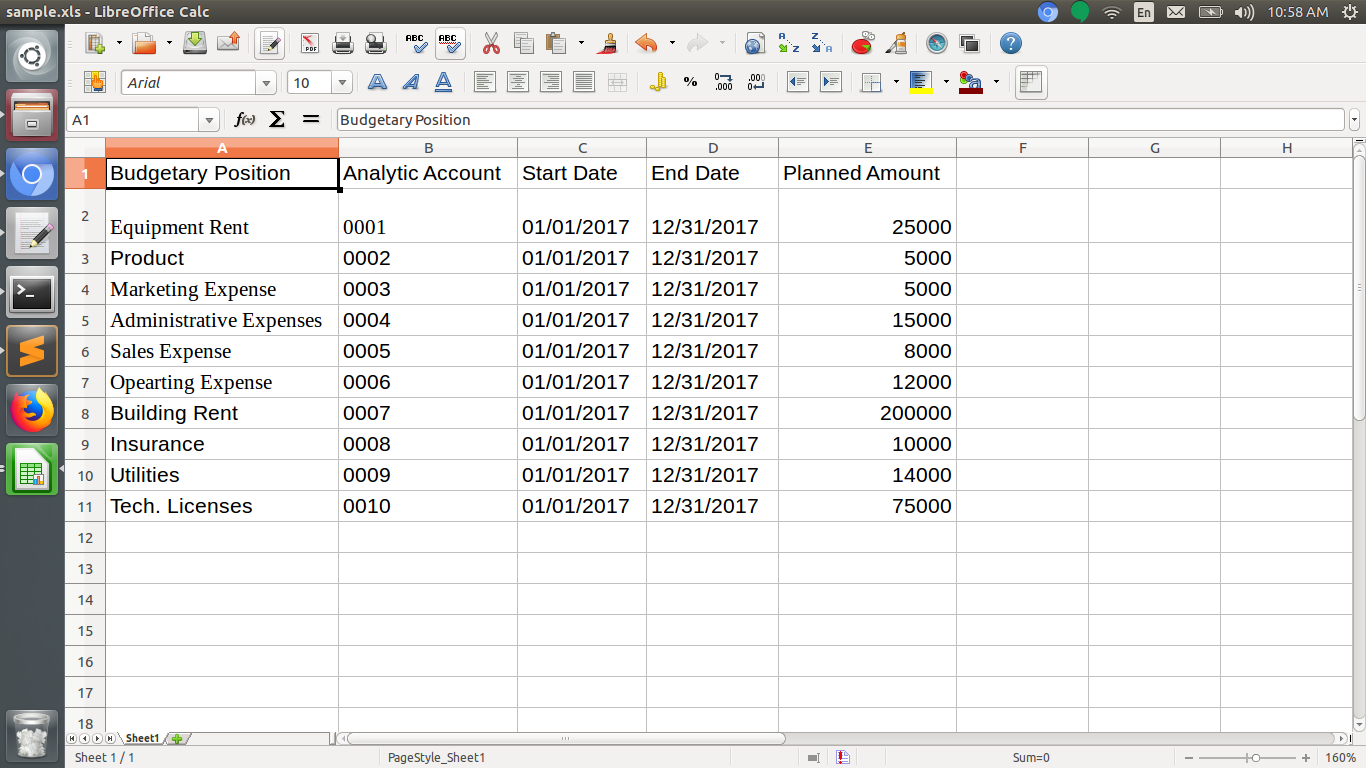 sample.xls - LibreOffice Calc En 10:58 AM
Arial 10
A1 Budgetary Position
A B C D E F G H
1 Budgetary Position Analytic Account Start Date End Date Planned Amount
2 Equipment Rent 0001 01/01/2017 12/31/2017 25000
3 Product 0002 01/01/2017 12/31/2017 5000
4 Marketing Expense 0003 01/01/2017 12/31/2017 5000
5 Administrative Expenses 0004 01/01/2017 12/31/2017 15000
6 Sales Expense 0005 01/01/2017 12/31/2017 8000
7 Opearting Expense 0006 01/01/2017 12/31/2017 12000
8 Building Rent 0007 01/01/2017 12/31/2017 200000
9 Insurance 0008 01/01/2017 12/31/2017 10000
10 Utilities 0009 01/01/2017 12/31/2017 14000
11 Tech. Licenses 0010 01/01/2017 12/31/2017 75000
12
13
14
15
16
17
18
Sheet1
Sheet 1 / 1 PageStyle_Sheet1 Sum=0 160%